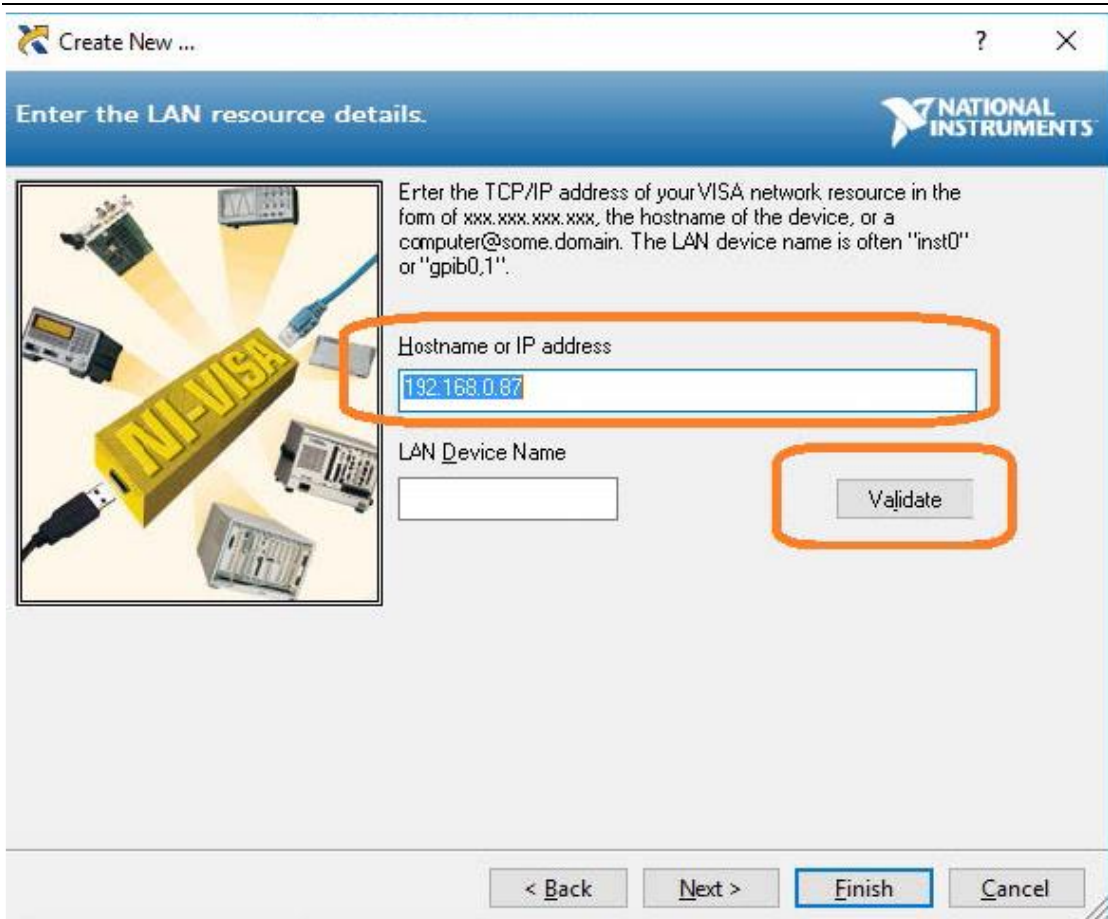 Create New ...
?
Enter the LAN resource details.
NATIONAL
INSTRUMENTS
Enter the TCP/IP address of your VISA network resource in the
form of xxx.xxx.xxx.xxx, the hostname of the device, or a
computer@some.domain. The LAN device name is often "inst0"
or "gpib0,1".
NI-VISA
Hostname or IP address
192.168.0.87
LAN Device Name
Validate
< Back
Next >
Finish
Cancel